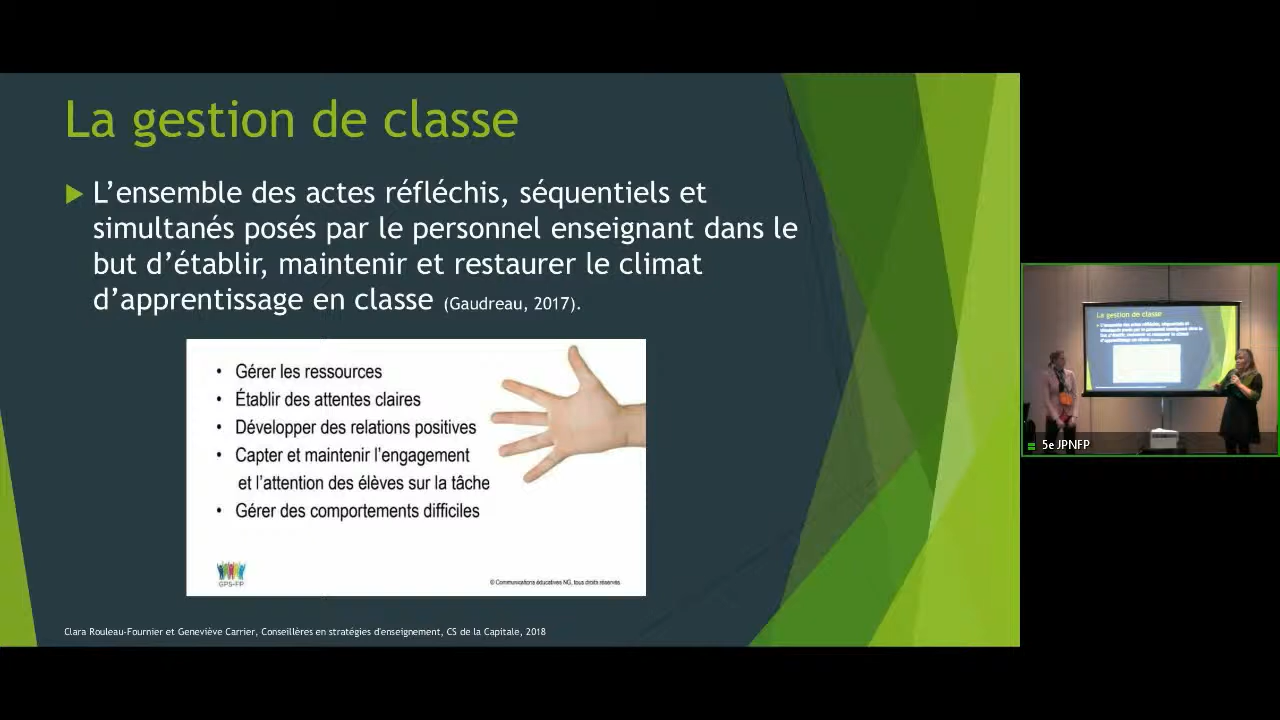 La gestion de classe
L’ensemble des actes réfléchis, séquentiels et
simultanés posés par le personnel enseignant dans le
but d’établir, maintenir et restaurer le climat
d’apprentissage en classe (Gaudreau, 2017).
• Gérer les ressources
• Établir des attentes claires
• Développer des relations positives
• Capter et maintenir l’engagement
et l’attention des élèves sur la tâche
• Gérer des comportements difficiles
GPS-FP
© Communications éducatives NG, tous droits réservés
Clara Rouleau-Fournier et Geneviève Carrier, Conseillères en stratégies d'enseignement, CS de la Capitale, 2018
La gestion de classe
5e JPNFP